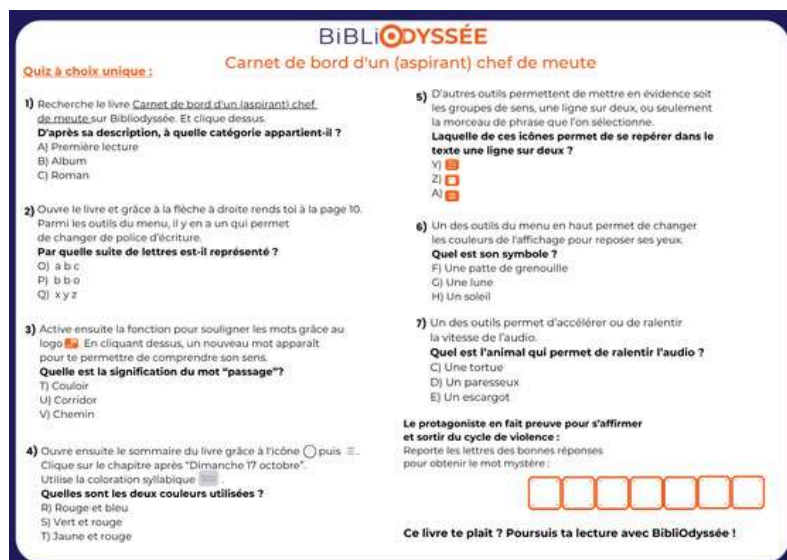 BiBLiODYSSÉE
Carnet de bord d'un (aspirant) chef de meute
Quiz à choix unique :
1) Recherche le livre Carnet de bord d'un (aspirant) chef
de meute sur Bibliodyssée. Et clique dessus.
D'après sa description, à quelle catégorie appartient-il ?
A) Première lecture
B) Album
C) Roman
2) Ouvre le livre et grâce à la flèche à droite rends toi à la page 10.
Parmi les outils du menu, il y en a un qui permet
de changer de police d'écriture.
Par quelle suite de lettres est-il représenté ?
O) a b c
P) b b o
Q) x y z
3) Active ensuite la fonction pour souligner les mots grâce au
logo . En cliquant dessus, un nouveau mot apparaît
pour te permettre de comprendre son sens.
Quelle est la signification du mot “passage”?
T) Couloir
U) Corridor
V) Chemin
4) Ouvre ensuite le sommaire du livre grâce à l'icône puis .
Clique sur le chapitre après “Dimanche 17 octobre”.
Utilise la coloration syllabique .
Quelles sont les deux couleurs utilisées ?
R) Rouge et bleu
S) Vert et rouge
T) Jaune et rouge
5) D'autres outils permettent de mettre en évidence soit
les groupes de sens, une ligne sur deux, ou seulement
la morceau de phrase que l'on sélectionne.
Laquelle de ces icônes permet de se repérer dans le
texte une ligne sur deux ?
Y)
Z)
A)
6) Un des outils du menu en haut permet de changer
les couleurs de l'affichage pour reposer ses yeux.
Quel est son symbole ?
F) Une patte de grenouille
G) Une lune
H) Un soleil
7) Un des outils permet d'accélérer ou de ralentir
la vitesse de l'audio.
Quel est l'animal qui permet de ralentir l'audio ?
C) Une tortue
D) Un paresseux
E) Un escargot
Le protagoniste en fait preuve pour s'affirmer
et sortir du cycle de violence :
Reporte les lettres des bonnes réponses
pour obtenir le mot mystère :
Ce livre te plaît ? Poursuis ta lecture avec BibliOdyssée !